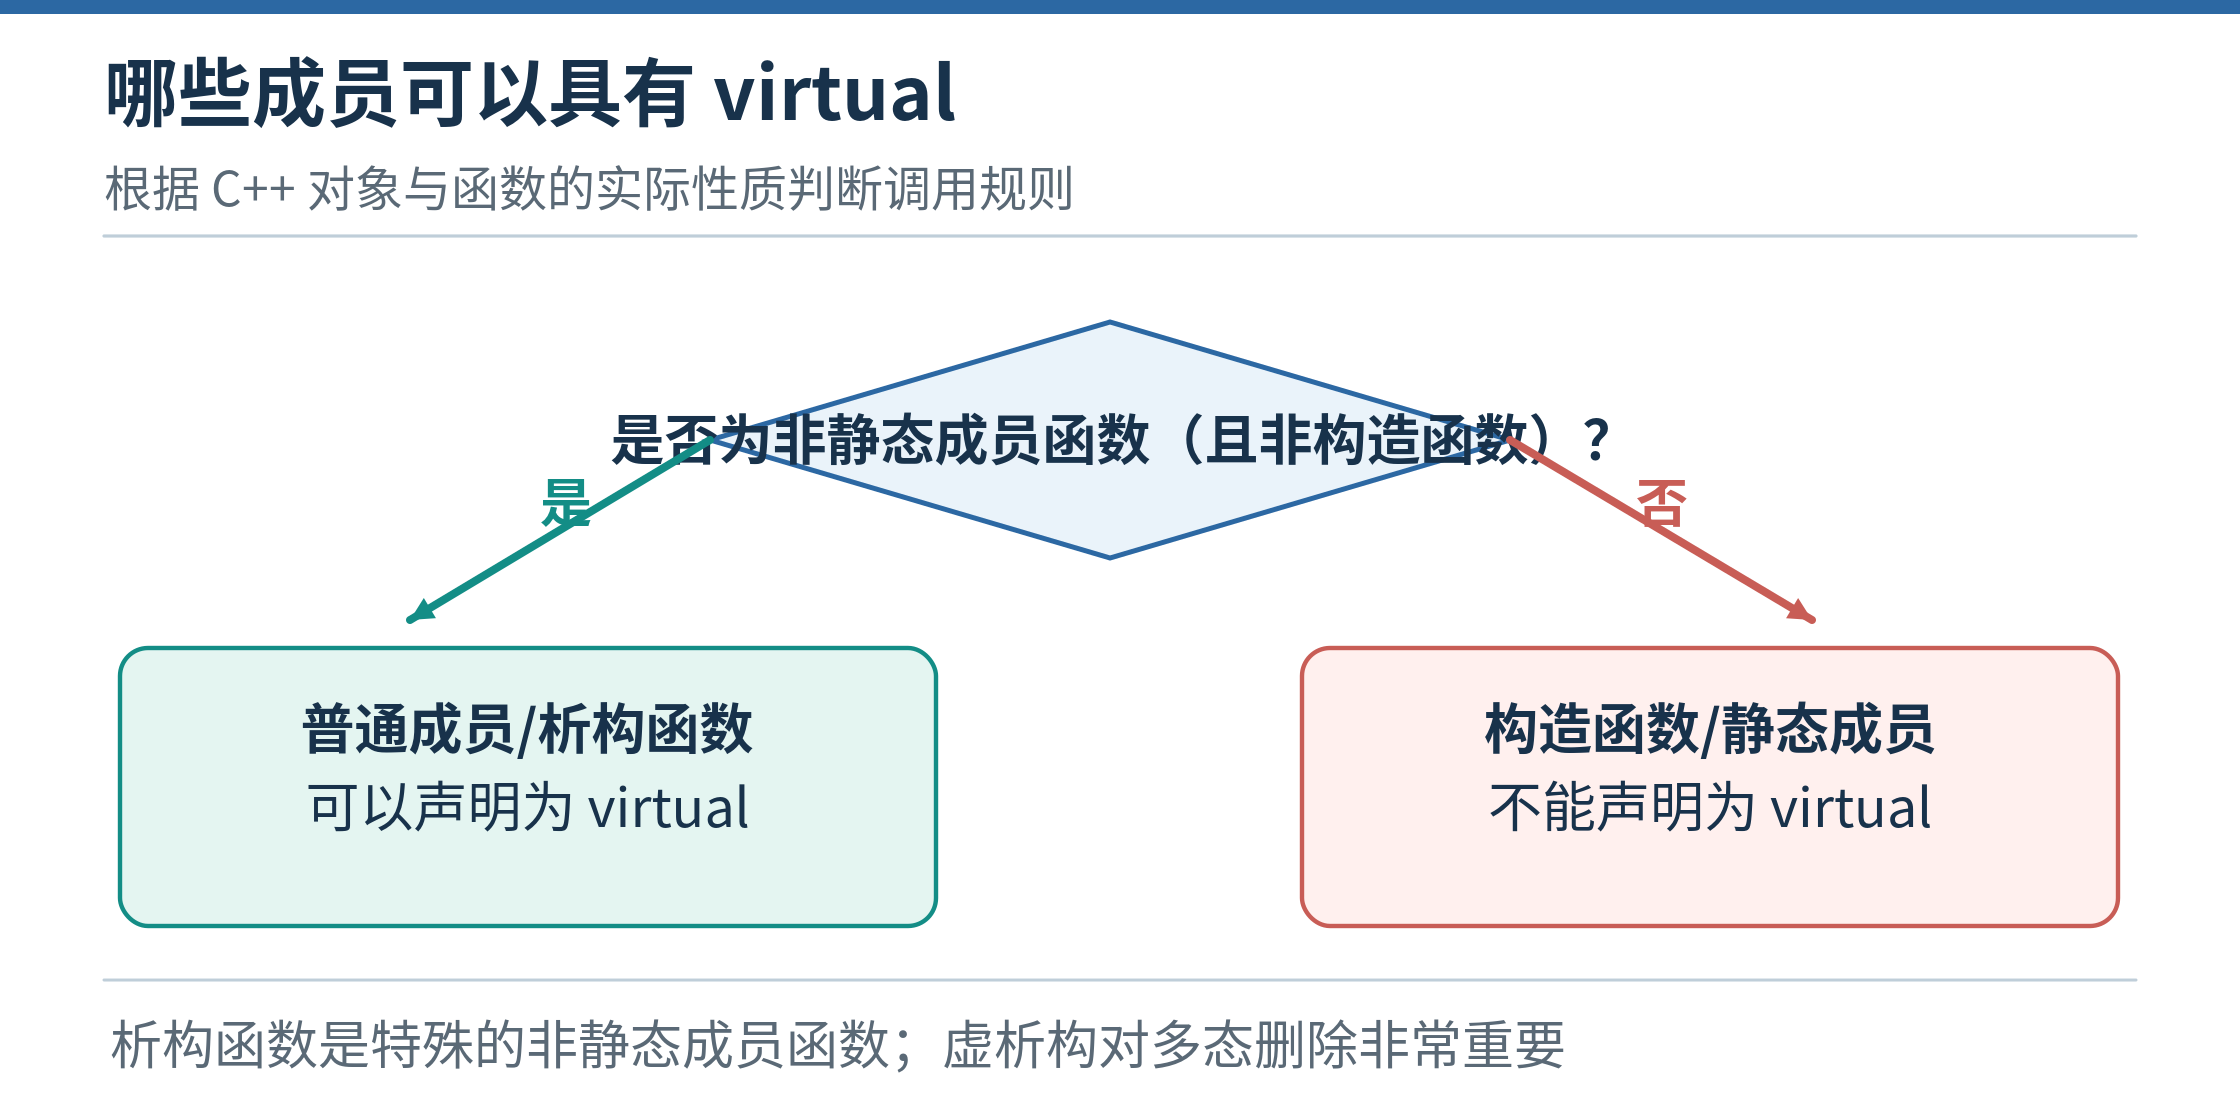 哪些成员可以具有 virtual
根据 C++ 对象与函数的实际性质判断调用规则
是否为非静态成员函数（且非构造函数）?
是
否
普通成员/析构函数
可以声明为 virtual
构造函数/静态成员
不能声明为 virtual
析构函数是特殊的非静态成员函数；虚析构对多态删除非常重要